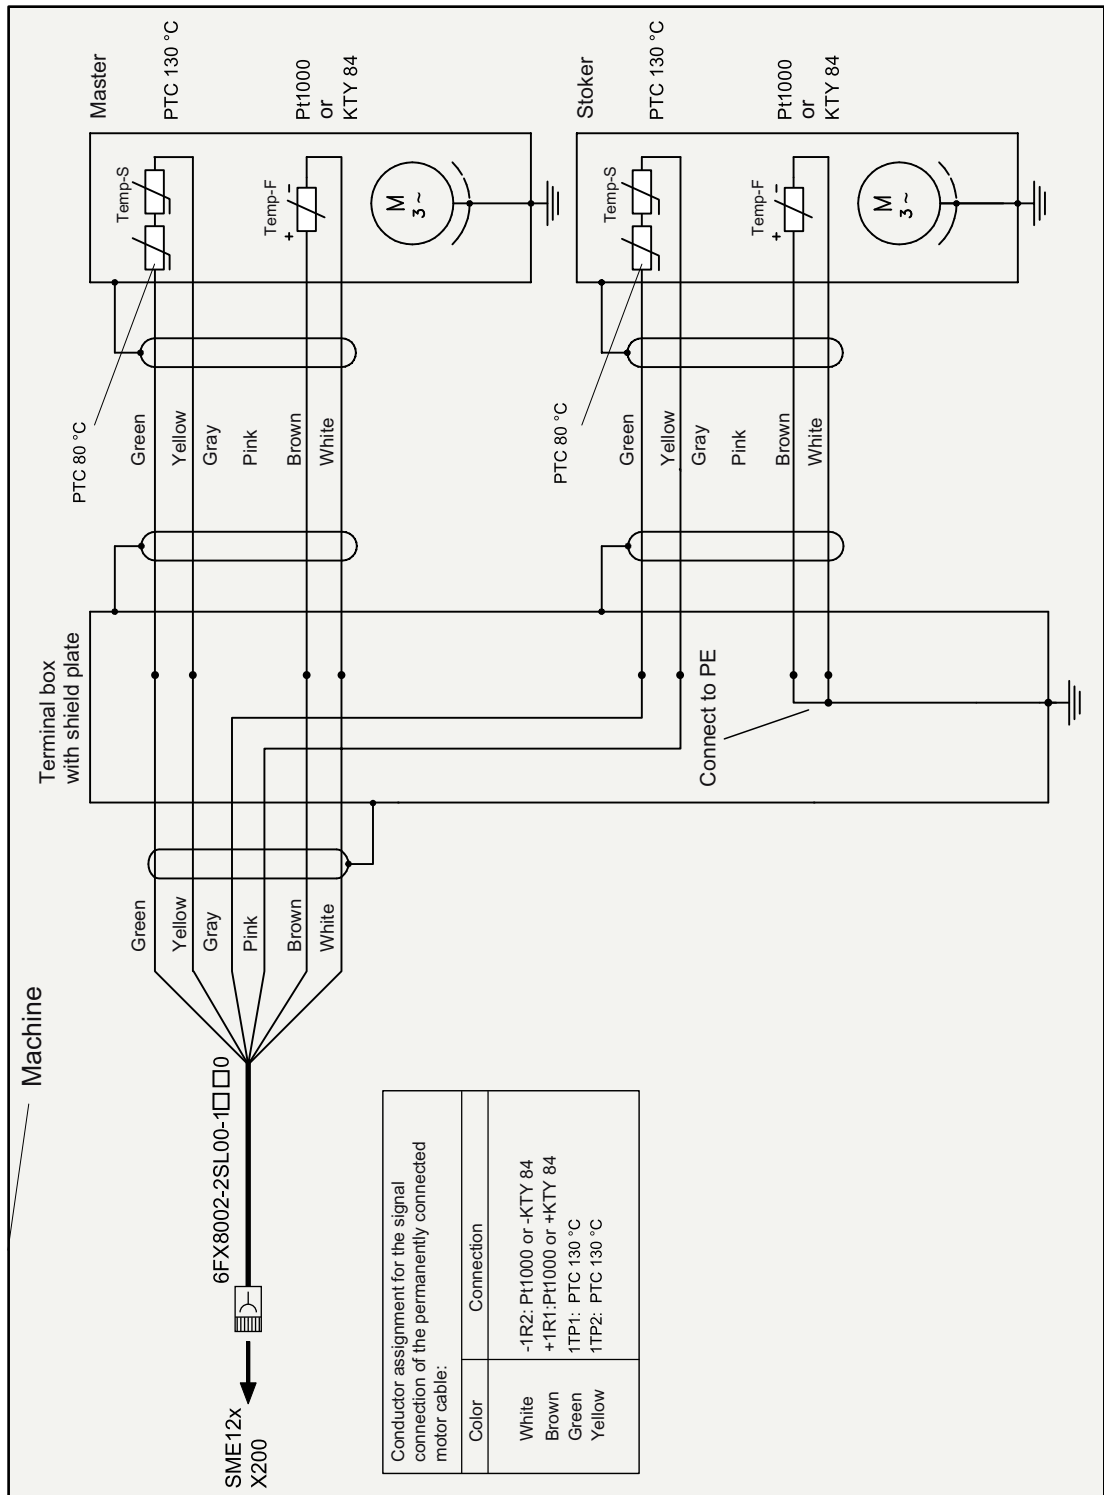 Machine
SME12x
X200
6FX8002-2SL00-1□□0
Green
Yellow
Gray
Pink
Brown
White
Terminal box
with shield plate
Connect to PE
PTC 80 °C
Green
Yellow
Gray
Pink
Brown
White
Master
PTC 130 °C
Pt1000
or
KTY 84
Temp-S
Temp-F
+
-
M
3 ~
PTC 80 °C
Green
Yellow
Gray
Pink
Brown
White
Stoker
PTC 130 °C
Pt1000
or
KTY 84
Temp-S
Temp-F
+
-
M
3 ~
Conductor assignment for the signal
connection of the permanently connected
motor cable:
Color Connection
White -1R2: Pt1000 or -KTY 84
Brown +1R1:Pt1000 or +KTY 84
Green 1TP1: PTC 130 °C
Yellow 1TP2: PTC 130 °C